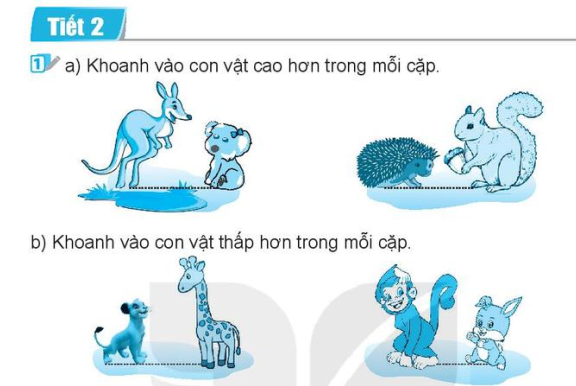 Tiết 2
1 a) Khoanh vào con vật cao hơn trong mỗi cặp.
b) Khoanh vào con vật thấp hơn trong mỗi cặp.